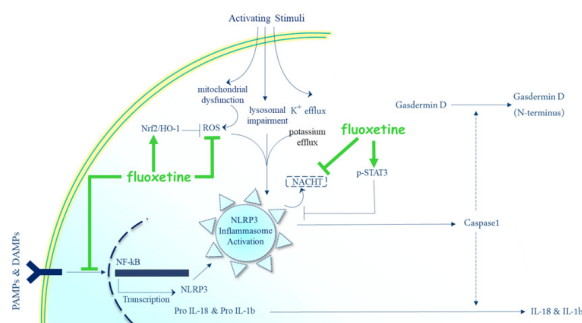 Activating Stimuli
mitochondrial
dysfunction
lysosomal
impairment
K+ efflux
potassium
efflux
Nrf2/HO-1
ROS
fluoxetine
fluoxetine
NACHT
p-STAT3
Gasdermin D
Gasdermin D
(N-terminus)
NLRP3
Inflammasome
Activation
Caspase1
PAMPs & DAMPs
NF-kB
Transcription
NLRP3
Pro IL-18 & Pro IL-1b
IL-18 & IL-1b